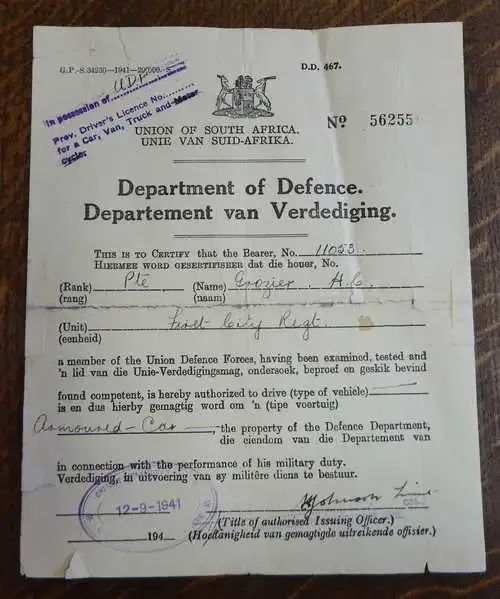 G.P.-S.34230—1941—20,000. S.
D.D. 467.
In possession of UDF
Prov. Driver's Licence No.
for a Car, Van, Truck and Motor
cycle.
UNION OF SOUTH AFRICA.
UNIE VAN SUID-AFRIKA.
No 56255
Department of Defence.
Departement van Verdediging.
THIS IS TO CERTIFY that the Bearer, No. 11053.
HIERMEE WORD GESERTIFISEER dat die houer, No.
(Rank) Pte (Name) Crozier. H.C.
(rang) (naam)
(Unit) First City Regt.
(eenheid)
a member of the Union Defence Forces, having been examined, tested and
'n lid van die Unie-Verdedigingsmag, ondersoek, beproef en geskik bevind
found competent, is hereby authorized to drive (type of vehicle)
is en dus hierby gemagtig word om 'n (tipe voertuig)
Armoured-Car, the property of the Defence Department,
die eiendom van die Departement van
in connection with the performance of his military duty.
Verdediging, in uitvoering van sy militêre diens te bestuur.
12-9-1941
(Title of authorised Issuing Officer.)
194 (Hoedanigheid van gemagtigde uitreikende offisier.)